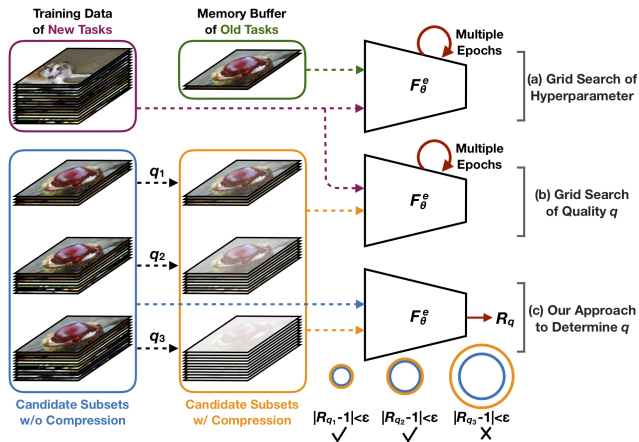 Training Data
of New Tasks
Memory Buffer
of Old Tasks
Multiple
Epochs
F_θ^e
(a) Grid Search of
Hyperparameter
q₁
Multiple
Epochs
F_θ^e
(b) Grid Search
of Quality q
q₂
F_θ^e
R_q
(c) Our Approach
to Determine q
q₃
Candidate Subsets
w/o Compression
Candidate Subsets
w/ Compression
|R_q₁-1|<ε
|R_q₂-1|<ε
|R_q₃-1|<ε
✓
✓
✗